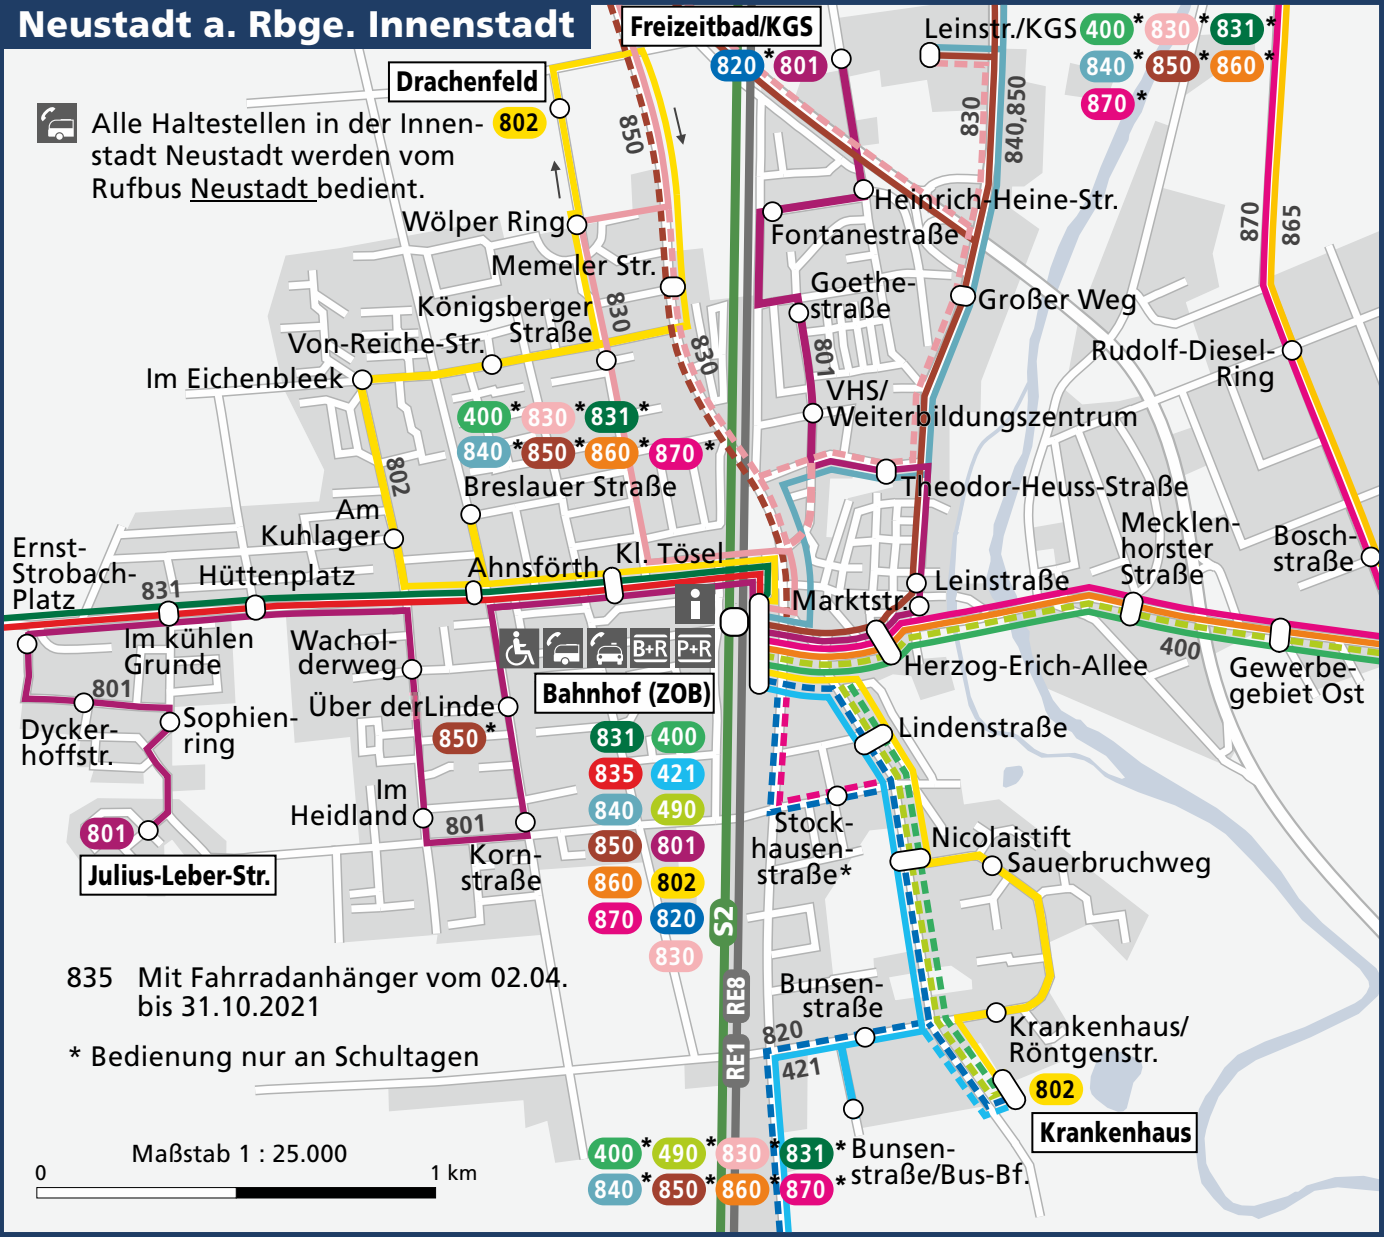 Neustadt a. Rbge. Innenstadt
Freizeitbad/KGS
820* 801
Leinstr./KGS
400* 830* 831*
840* 850* 860*
870*
Drachenfeld
802
Alle Haltestellen in der Innen-
stadt Neustadt werden vom
Rufbus Neustadt bedient.
850
830
840,850
870
865
Wölper Ring
Heinrich-Heine-Str.
Fontanestraße
Memeler Str.
Goethe-
straße
Großer Weg
Königsberger
Straße
830
830
801
Von-Reiche-Str.
Im Eichenbleek
Rudolf-Diesel-
Ring
VHS/
Weiterbildungszentrum
400* 830* 831*
840* 850* 860* 870*
802
Breslauer Straße
Theodor-Heuss-Straße
Am
Kuhlager
Mecklen-
horster
Straße
Bosch-
straße
Ernst-
Strobach-
Platz
831
Hüttenplatz
Ahnsförth
Kl. Tösel
Leinstraße
Marktstr.
i
Im kühlen
Grunde
Wachol-
derweg
B+R
P+R
Herzog-Erich-Allee
400
Gewerbe-
gebiet Ost
801
Bahnhof (ZOB)
Dycker-
hoffstr.
Sophien-
ring
Über der Linde
850*
Lindenstraße
831 400
835 421
840 490
850 801
860 802
870 820
830
Im
Heidland
801
Korn-
straße
801
Julius-Leber-Str.
Stock-
hausen-
straße*
Nicolaistift
Sauerbruchweg
S2
RE8
RE1
835 Mit Fahrradanhänger vom 02.04.
bis 31.10.2021
* Bedienung nur an Schultagen
Bunsen-
straße
820
421
Krankenhaus/
Röntgenstr.
802
Krankenhaus
Maßstab 1 : 25.000
0
1 km
400* 490* 830* 831*
840* 850* 860* 870*
Bunsen-
straße/Bus-Bf.